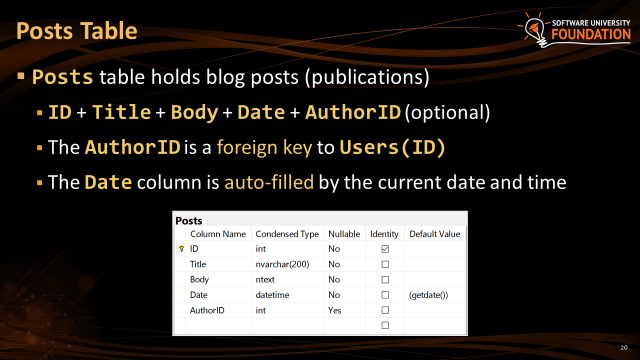 Posts Table
SOFTWARE UNIVERSITY
FOUNDATION
Posts table holds blog posts (publications)
ID + Title + Body + Date + AuthorID (optional)
The AuthorID is a foreign key to Users(ID)
The Date column is auto-filled by the current date and time
Posts
Column Name Condensed Type Nullable Identity Default Value
ID int No
Title nvarchar(200) No
Body ntext No
Date datetime No (getdate())
AuthorID int Yes
20